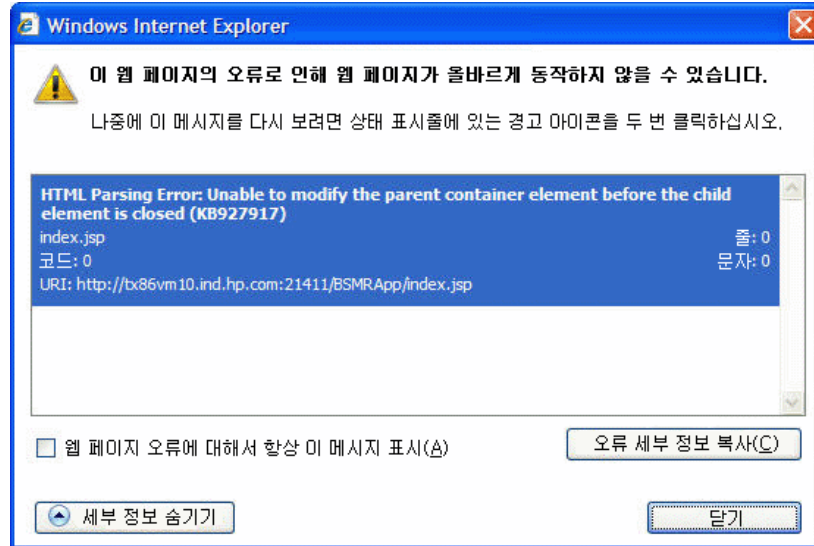 Windows Internet Explorer
이 웹 페이지의 오류로 인해 웹 페이지가 올바르게 동작하지 않을 수 있습니다.
나중에 이 메시지를 다시 보려면 상태 표시줄에 있는 경고 아이콘을 두 번 클릭하십시오.
HTML Parsing Error: Unable to modify the parent container element before the child
element is closed (KB927917)
index.jsp 줄: 0
코드: 0 문자: 0
URI: http://tx86vm10.ind.hp.com:21411/BSMRApp/index.jsp
웹 페이지 오류에 대해서 항상 이 메시지 표시(A)
오류 세부 정보 복사(C)
세부 정보 숨기기
닫기